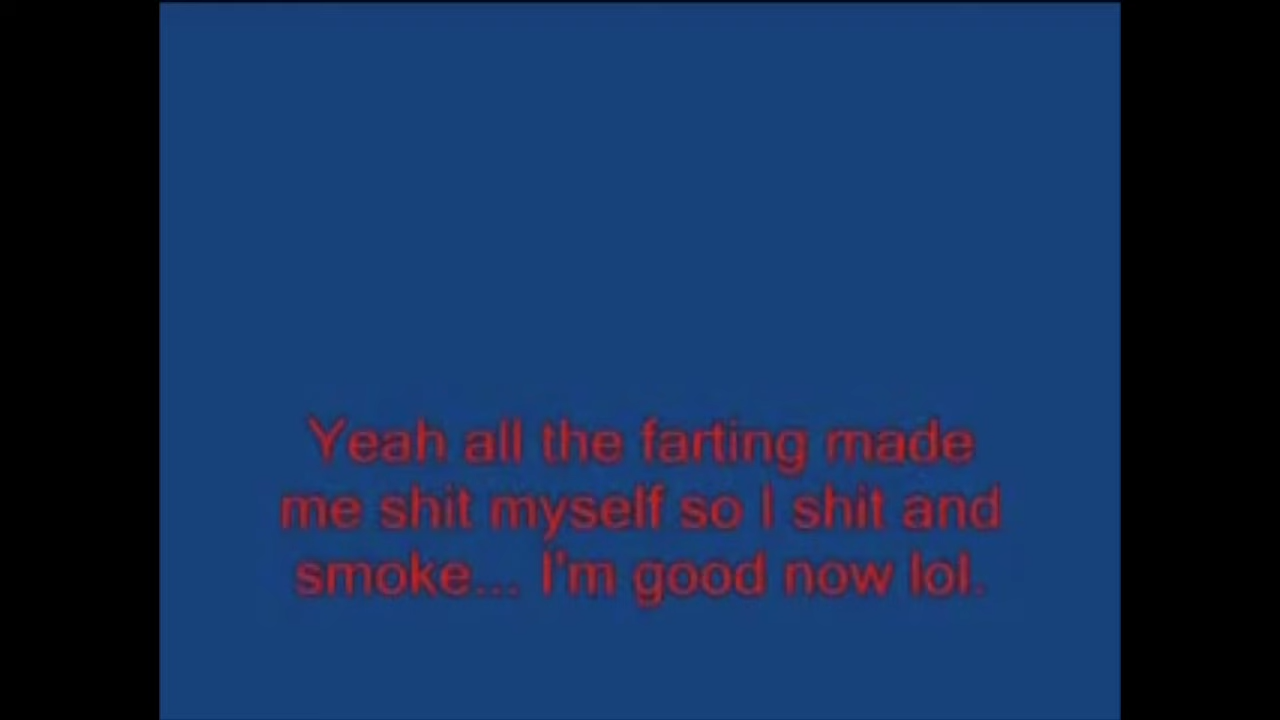 Yeah all the farting made
me shit myself so I shit and
smoke... I'm good now lol.